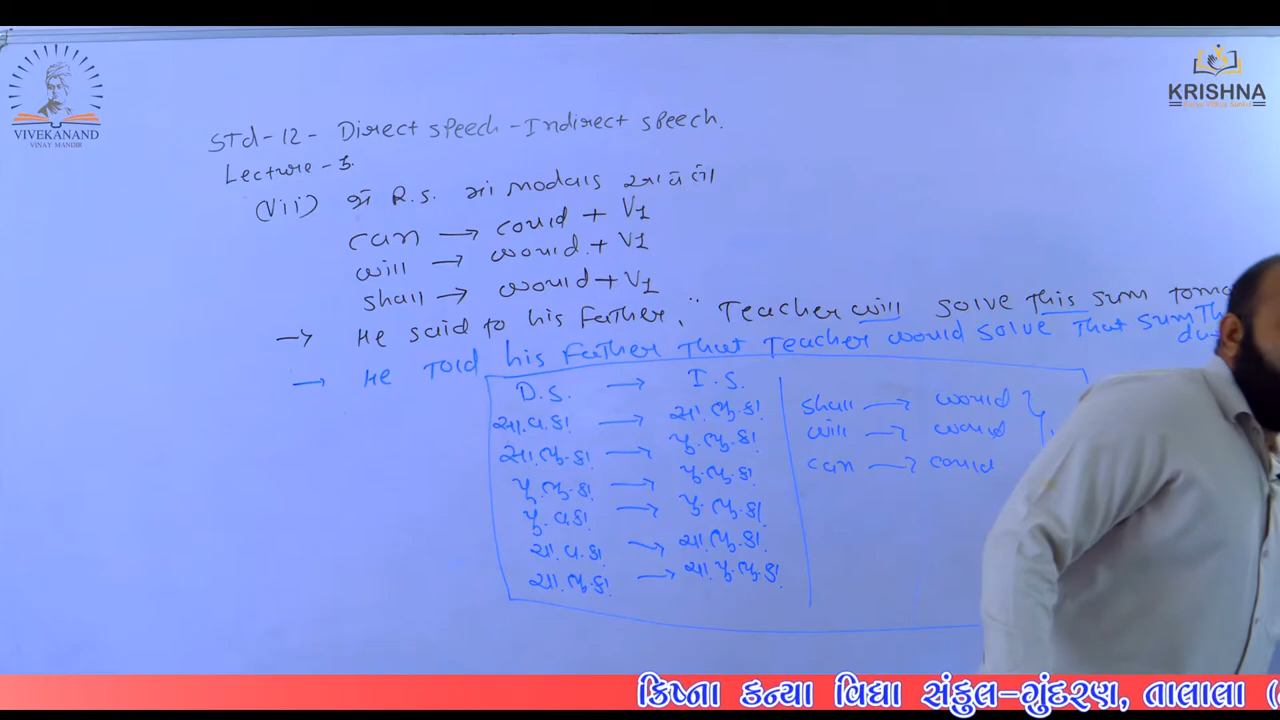 VIVEKANAND
VINAY MANDIR
KRISHNA
STD-12 - Direct speech - Indirect speech.
Lecture - 3.
(vii) જો R.S. માં modals આવે તો
can → could + V1
will → would + V1
shall → would + V1
→ He said to his father, "Teacher will solve this sum tomo
→ He told his father that Teacher would solve that sum The
D.S. → I.S.
સા.વ.કા. → સા.ભૂ.કા.
સા.ભૂ.કા. → પૂ.ભૂ.કા.
પૂ.ભૂ.કા. → પૂ.ભૂ.કા.
પૂ.વ.કા. → પૂ.ભૂ.કા.
ચા.વ.કા. → ચા.ભૂ.કા.
ચા.ભૂ.કા. → ચા.પૂ.ભૂ.કા.
shall → would
will → would
can → could
ક્રિષ્ના કન્યા વિદ્યા સંકુલ-ગુંદરણ, તાલાલા (